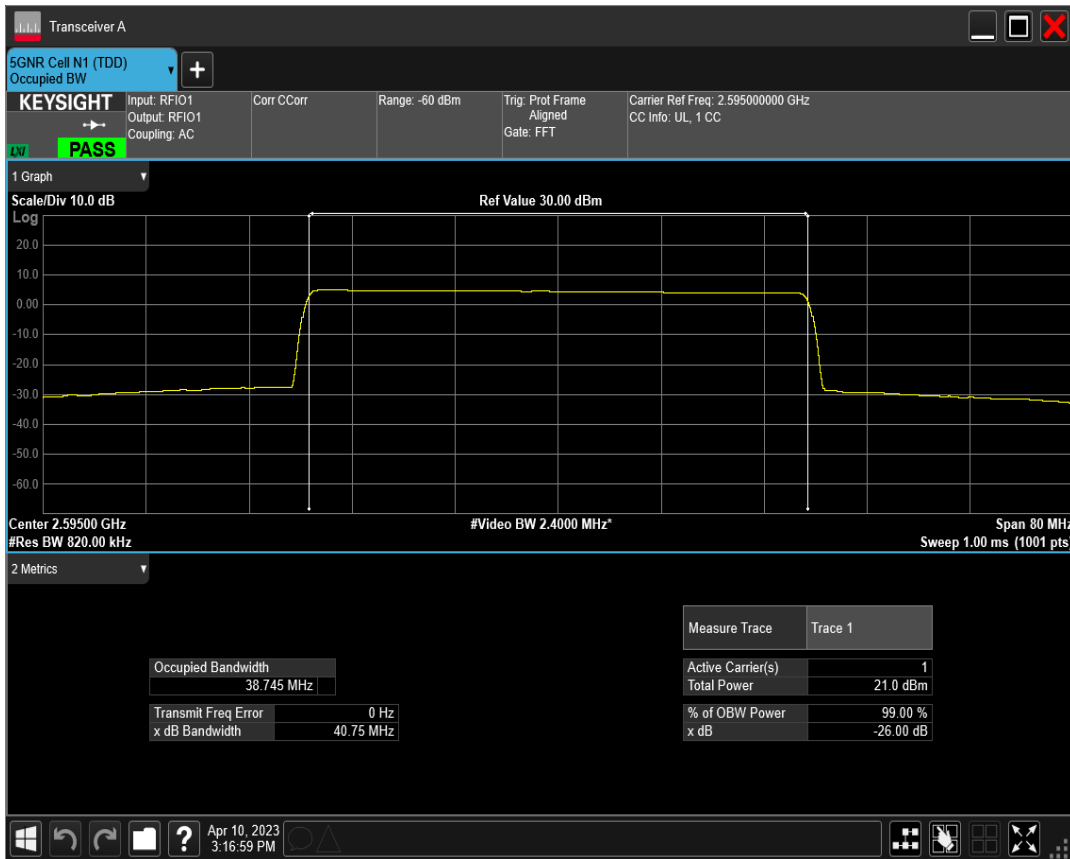 Transceiver A
5GNR Cell N1 (TDD)
Occupied BW
KEYSIGHT
LXI
PASS
Input: RFIO1
Output: RFIO1
Coupling: AC
Corr CCorr
Range: -60 dBm
Trig: Prot Frame
Aligned
Gate: FFT
Carrier Ref Freq: 2.595000000 GHz
CC Info: UL, 1 CC
1 Graph
Scale/Div 10.0 dB
Ref Value 30.00 dBm
Log
20.0
10.0
0.00
-10.0
-20.0
-30.0
-40.0
-50.0
-60.0
Center 2.59500 GHz
#Video BW 2.4000 MHz*
Span 80 MHz
#Res BW 820.00 kHz
Sweep 1.00 ms (1001 pts)
2 Metrics
Measure Trace Trace 1
Occupied Bandwidth
38.745 MHz
Active Carrier(s) 1
Total Power 21.0 dBm
Transmit Freq Error 0 Hz
x dB Bandwidth 40.75 MHz
% of OBW Power 99.00 %
x dB -26.00 dB
?
Apr 10, 2023
3:16:59 PM